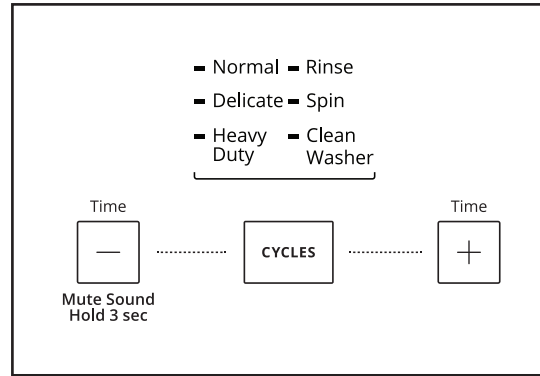 Normal
Rinse
Delicate
Spin
Heavy
Duty
Clean
Washer
Time
Time
—
CYCLES
+
Mute Sound
Hold 3 sec